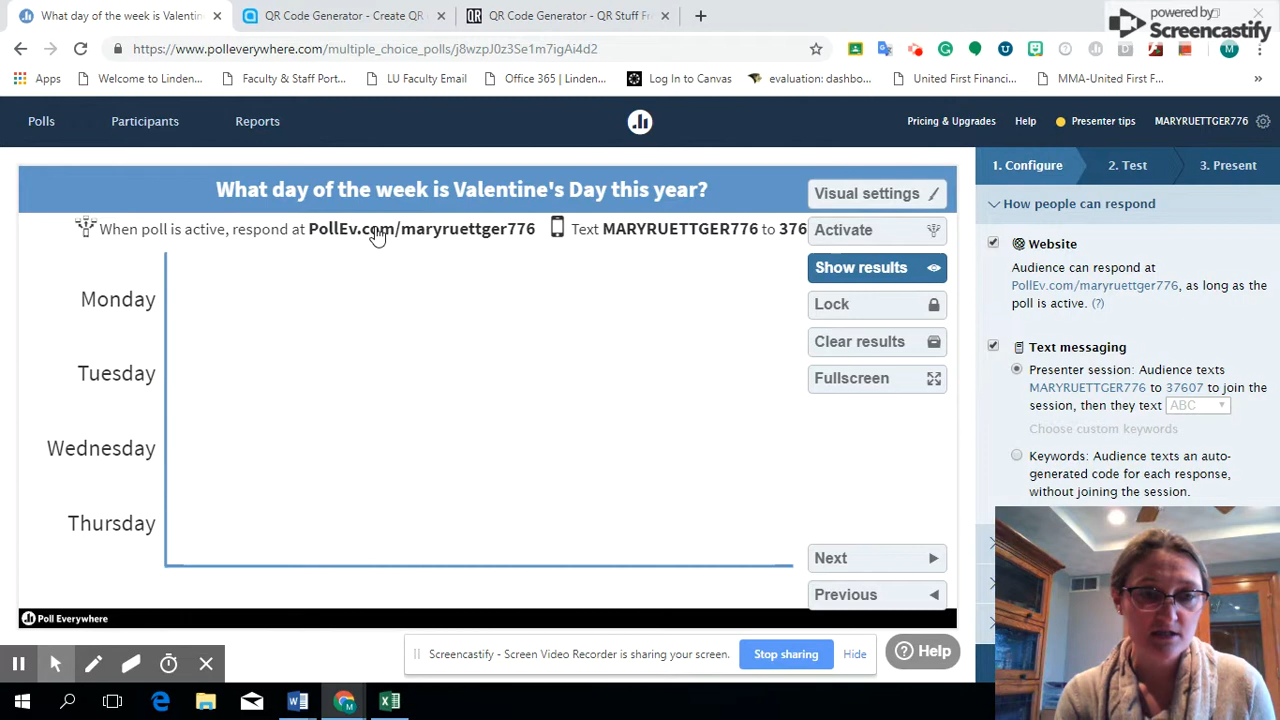 What day of the week is Valentin
QR Code Generator - Create QR
QR Code Generator - QR Stuff Fr
powered by
Screencastify
https://www.polleverywhere.com/multiple_choice_polls/j8wzpJ0z3Se1m7igAi4d2
Apps
Welcome to Linden...
Faculty & Staff Port...
LU Faculty Email
Office 365 | Linden...
Log In to Canvas
evaluation: dashbo...
United First Financi...
MMA-United First F...
Polls
Participants
Reports
Pricing & Upgrades
Help
Presenter tips
MARYRUETTGER776
What day of the week is Valentine's Day this year?
When poll is active, respond at PollEv.com/maryruettger776
Text MARYRUETTGER776 to 376
Monday
Tuesday
Wednesday
Thursday
Visual settings
Activate
Show results
Lock
Clear results
Fullscreen
Next
Previous
Poll Everywhere
1. Configure
2. Test
3. Present
How people can respond
Website
Audience can respond at
PollEv.com/maryruettger776, as long as the
poll is active. (?)
Text messaging
Presenter session: Audience texts
MARYRUETTGER776 to 37607 to join the
session, then they text ABC
Choose custom keywords
Keywords: Audience texts an auto-
generated code for each response,
without joining the session.
Screencastify - Screen Video Recorder is sharing your screen.
Stop sharing
Hide
Help